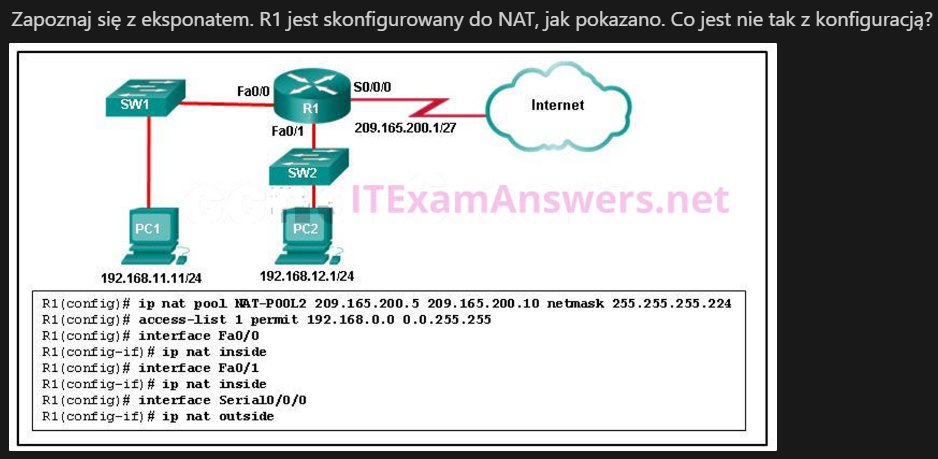 Zapoznaj się z eksponatem. R1 jest skonfigurowany do NAT, jak pokazano. Co jest nie tak z konfiguracją?
SW1
Fa0/0
R1
S0/0/0
Internet
Fa0/1
209.165.200.1/27
SW2
ITExamAnswers.net
PC1
PC2
192.168.11.11/24
192.168.12.1/24
R1(config)# ip nat pool NAT-POOL2 209.165.200.5 209.165.200.10 netmask 255.255.255.224
R1(config)# access-list 1 permit 192.168.0.0 0.0.255.255
R1(config)# interface Fa0/0
R1(config-if)# ip nat inside
R1(config)# interface Fa0/1
R1(config-if)# ip nat inside
R1(config)# interface Serial0/0/0
R1(config-if)# ip nat outside